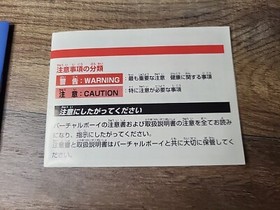 注意事項の分類
警 告：WARNING 最も重要な注意 健康に関する事項
注 意：CAUTION 特に注意が必要な事項
注意にしたがってください
バーチャルボーイの注意書および取扱説明書の注意を全てお読み
になり、指示にしたがってください。
注意書と取扱説明書はバーチャルボーイと共に大切に保管してく
ださい。